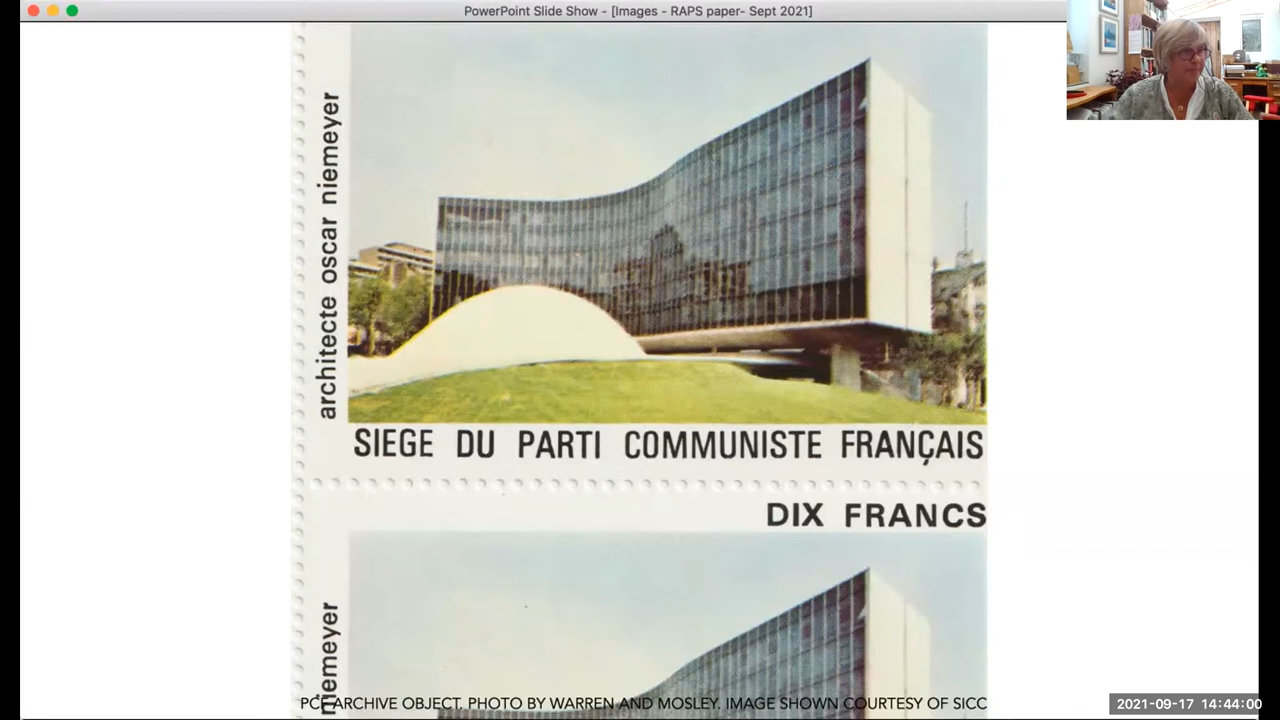 PowerPoint Slide Show - [Images - RAPS paper- Sept 2021]
architecte oscar niemeyer
SIEGE DU PARTI COMMUNISTE FRANÇAIS
DIX FRANCS
niemeyer
PCF ARCHIVE OBJECT. PHOTO BY WARREN AND MOSLEY. IMAGE SHOWN COURTESY OF SICC
2021-09-17 14:44:00